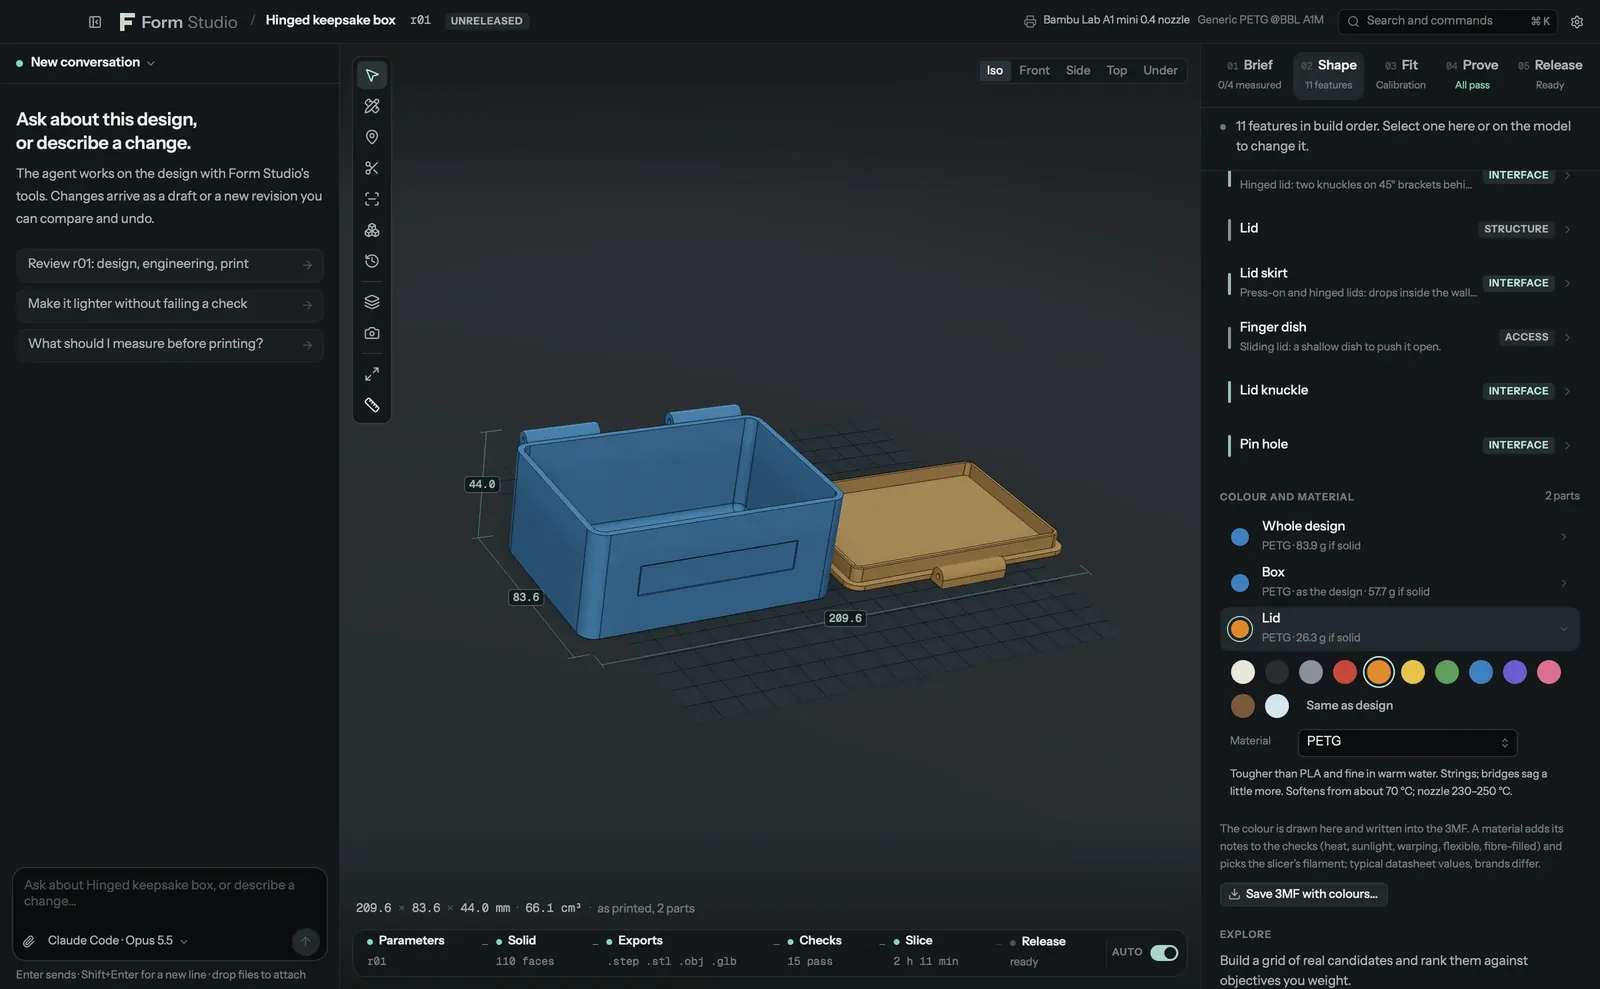 Form Studio / Hinged keepsake box r01 UNRELEASED
Bambu Lab A1 mini 0.4 nozzle Generic PETG @BBL A1M
Search and commands ⌘ K
New conversation
Ask about this design,
or describe a change.
The agent works on the design with Form Studio's
tools. Changes arrive as a draft or a new revision you
can compare and undo.
Review r01: design, engineering, print
Make it lighter without failing a check
What should I measure before printing?
Ask about Hinged keepsake box, or describe a
change...
Claude Code · Opus 5.5
Enter sends · Shift+Enter for a new line · drop files to attach
Iso Front Side Top Under
44.0
83.6
209.6
209.6 × 83.6 × 44.0 mm · 66.1 cm³ · as printed, 2 parts
Parameters
r01
Solid
110 faces
Exports
.step .stl .obj .glb
Checks
15 pass
Slice
2 h 11 min
Release
ready
AUTO
01 Brief
0/4 measured
02 Shape
11 features
03 Fit
Calibration
04 Prove
All pass
05 Release
Ready
11 features in build order. Select one here or on the model
to change it.
Hinged lid: two knuckles on 45° brackets behi...
INTERFACE
Lid
STRUCTURE
Lid skirt
Press-on and hinged lids: drops inside the wall...
INTERFACE
Finger dish
Sliding lid: a shallow dish to push it open.
ACCESS
Lid knuckle
INTERFACE
Pin hole
INTERFACE
COLOUR AND MATERIAL 2 parts
Whole design
PETG · 83.9 g if solid
Box
PETG · as the design · 57.7 g if solid
Lid
PETG · 26.3 g if solid
Same as design
Material PETG
Tougher than PLA and fine in warm water. Strings; bridges sag a
little more. Softens from about 70 °C; nozzle 230–250 °C.
The colour is drawn here and written into the 3MF. A material adds its
notes to the checks (heat, sunlight, warping, flexible, fibre-filled) and
picks the slicer's filament; typical datasheet values, brands differ.
Save 3MF with colours...
EXPLORE
Build a grid of real candidates and rank them against
objectives you weight.